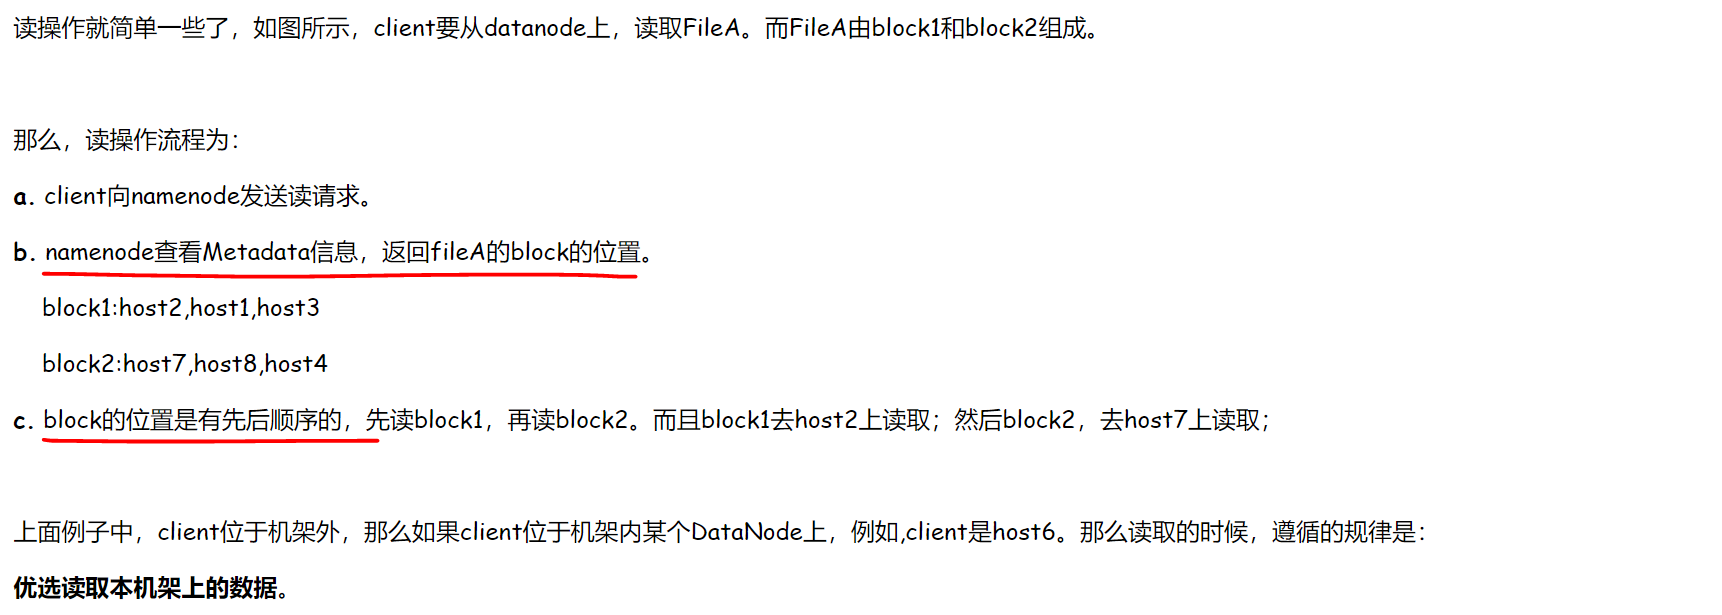 读操作就简单一些了，如图所示，client要从datanode上，读取FileA。而FileA由block1和block2组成。
那么，读操作流程为：
a. client向namenode发送读请求。
b. namenode查看Metadata信息，返回fileA的block的位置。
block1:host2,host1,host3
block2:host7,host8,host4
c. block的位置是有先后顺序的，先读block1，再读block2。而且block1去host2上读取；然后block2，去host7上读取；
上面例子中，client位于机架外，那么如果client位于机架内某个DataNode上，例如,client是host6。那么读取的时候，遵循的规律是：
优选读取本机架上的数据。